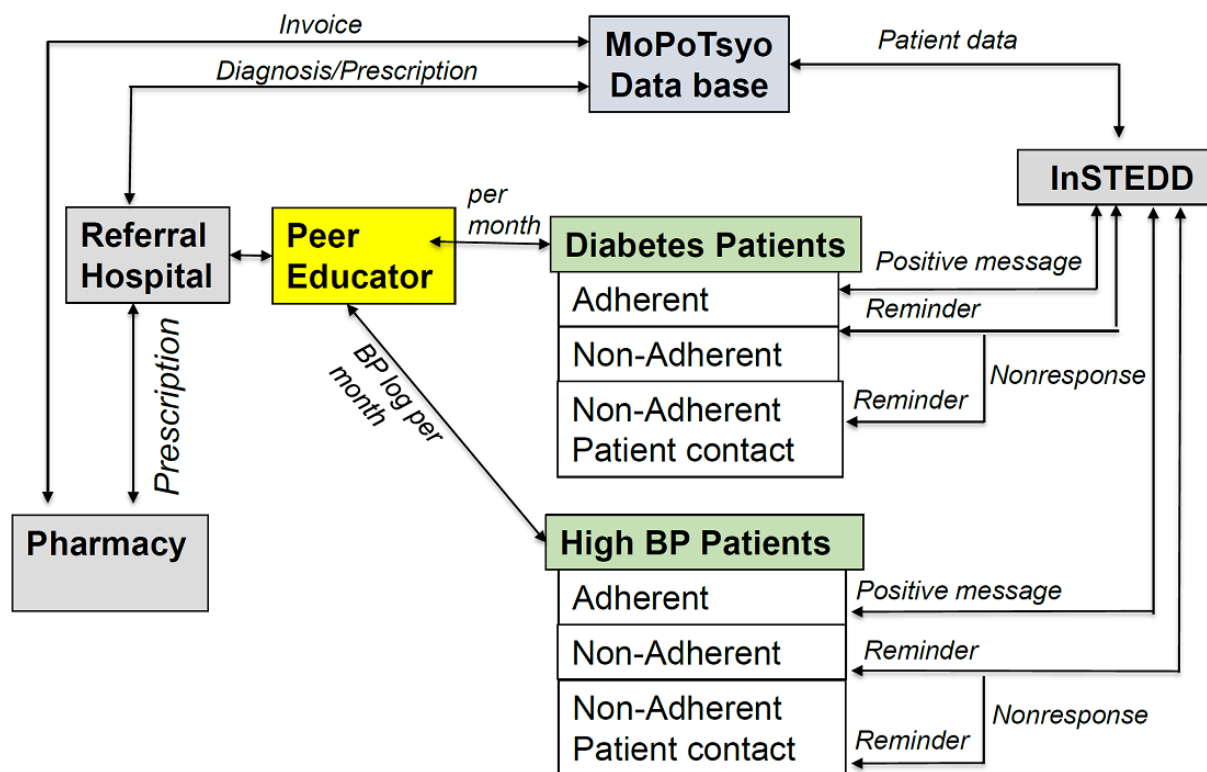 Invoice
MoPoTsyo
Data base
Patient data
Diagnosis/Prescription
InSTEDD
Referral
Hospital
Peer
Educator
per
month
Diabetes Patients
Adherent
Non-Adherent
Non-Adherent
Patient contact
Positive message
Reminder
Nonresponse
Reminder
BP log per
month
Prescription
Pharmacy
High BP Patients
Adherent
Non-Adherent
Non-Adherent
Patient contact
Positive message
Reminder
Nonresponse
Reminder